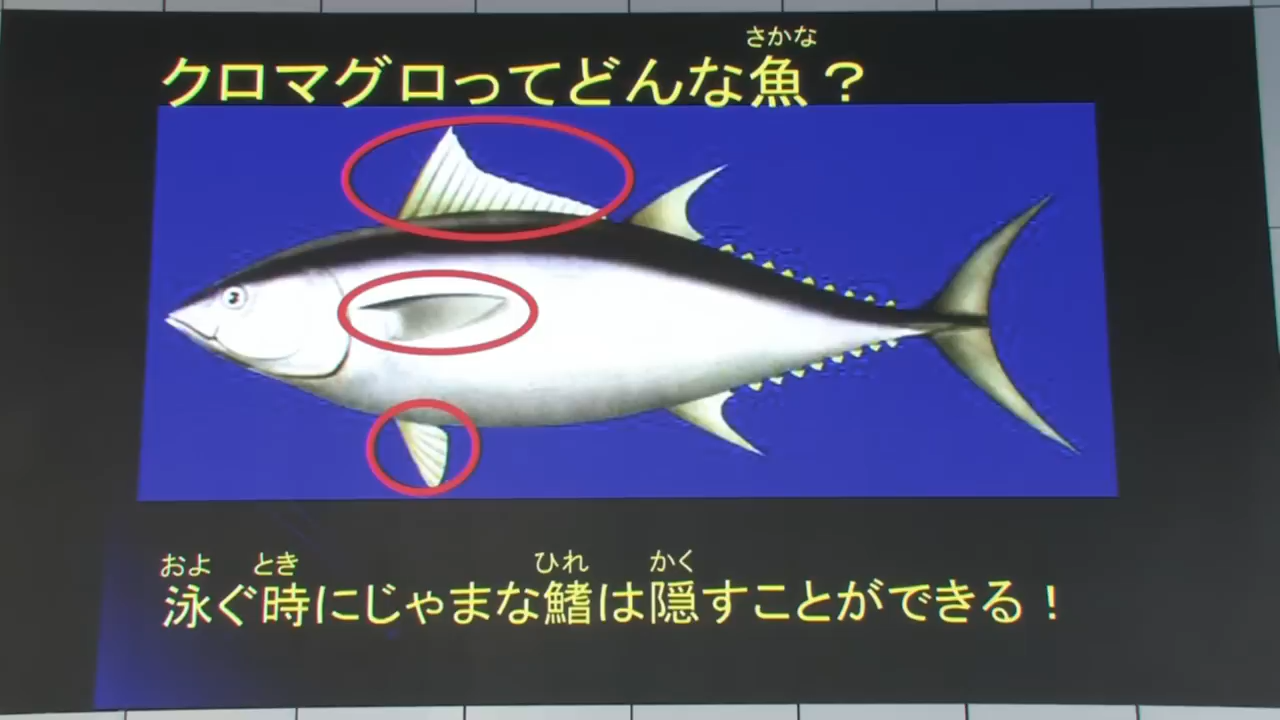 さかな
クロマグロってどんな魚？
およ とき ひれ かく
泳ぐ時にじゃまな鰭は隠すことができる！